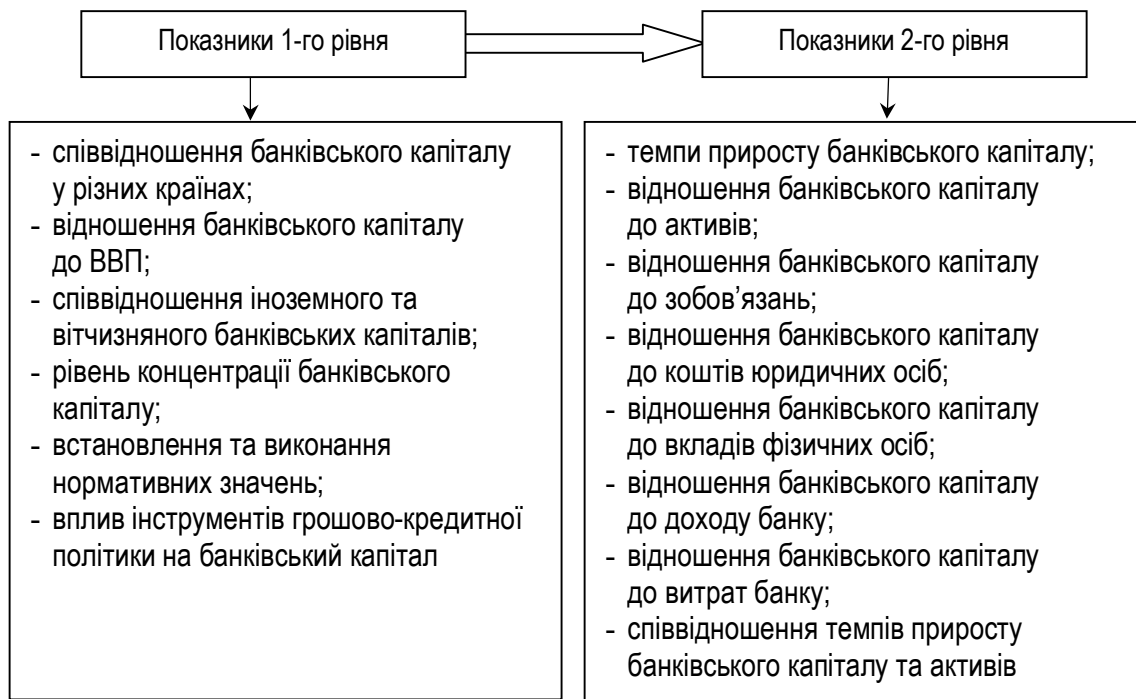 Показники 1-го рівня
Показники 2-го рівня
- співвідношення банківського капіталу
у різних країнах;
- відношення банківського капіталу
до ВВП;
- співвідношення іноземного та
вітчизняного банківських капіталів;
- рівень концентрації банківського
капіталу;
- встановлення та виконання
нормативних значень;
- вплив інструментів грошово-кредитної
політики на банківський капітал
- темпи приросту банківського капіталу;
- відношення банківського капіталу
до активів;
- відношення банківського капіталу
до зобов’язань;
- відношення банківського капіталу
до коштів юридичних осіб;
- відношення банківського капіталу
до вкладів фізичних осіб;
- відношення банківського капіталу
до доходу банку;
- відношення банківського капіталу
до витрат банку;
- співвідношення темпів приросту
банківського капіталу та активів